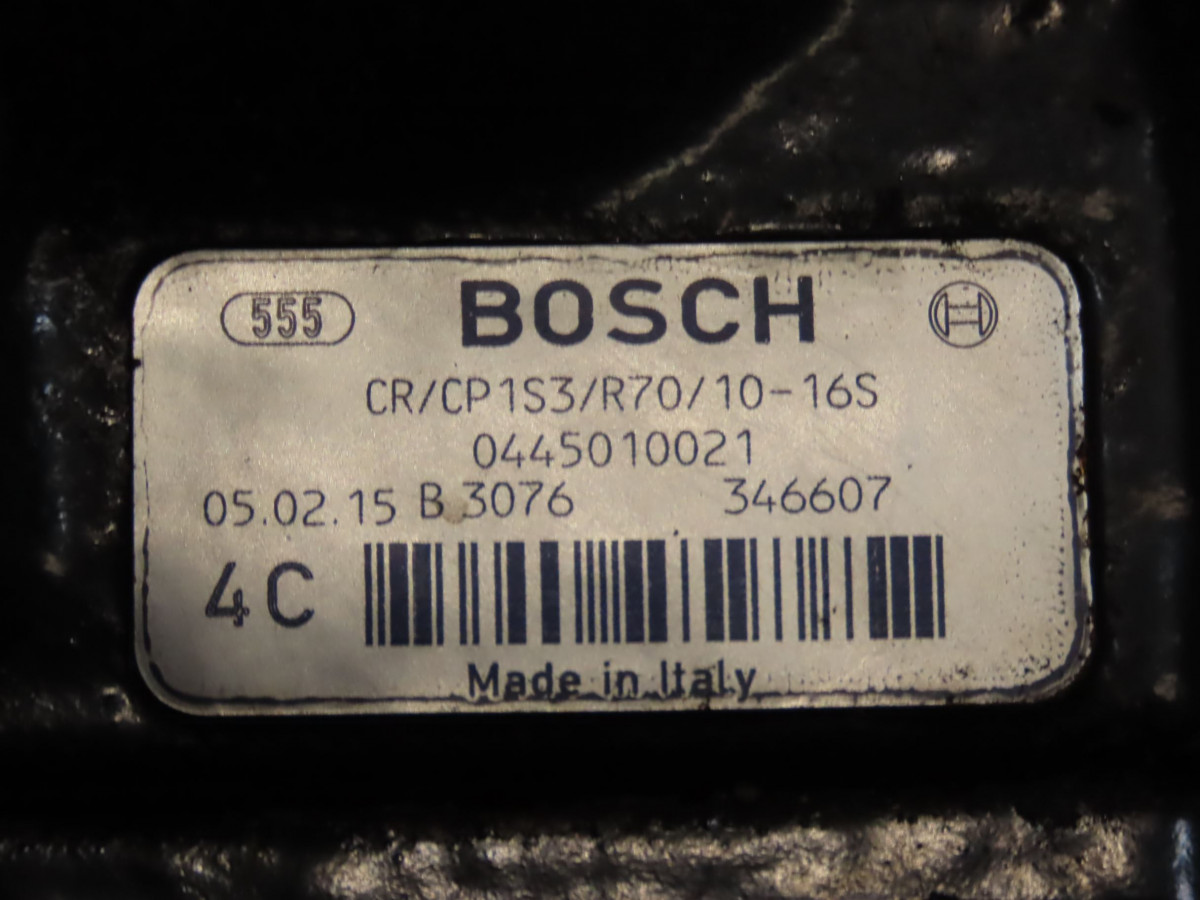 555 BOSCH
CR/CP1S3/R70/10-16S
0445010021
05.02.15 B 3076 346607
4C
Made in Italy